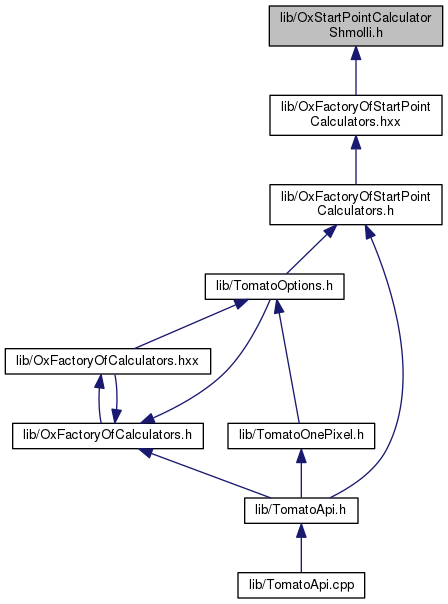 lib/OxStartPointCalculator
Shmolli.h
lib/OxFactoryOfStartPoint
Calculators.hxx
lib/OxFactoryOfStartPoint
Calculators.h
lib/TomatoOptions.h
lib/OxFactoryOfCalculators.hxx
lib/OxFactoryOfCalculators.h
lib/TomatoOnePixel.h
lib/TomatoApi.h
lib/TomatoApi.cpp